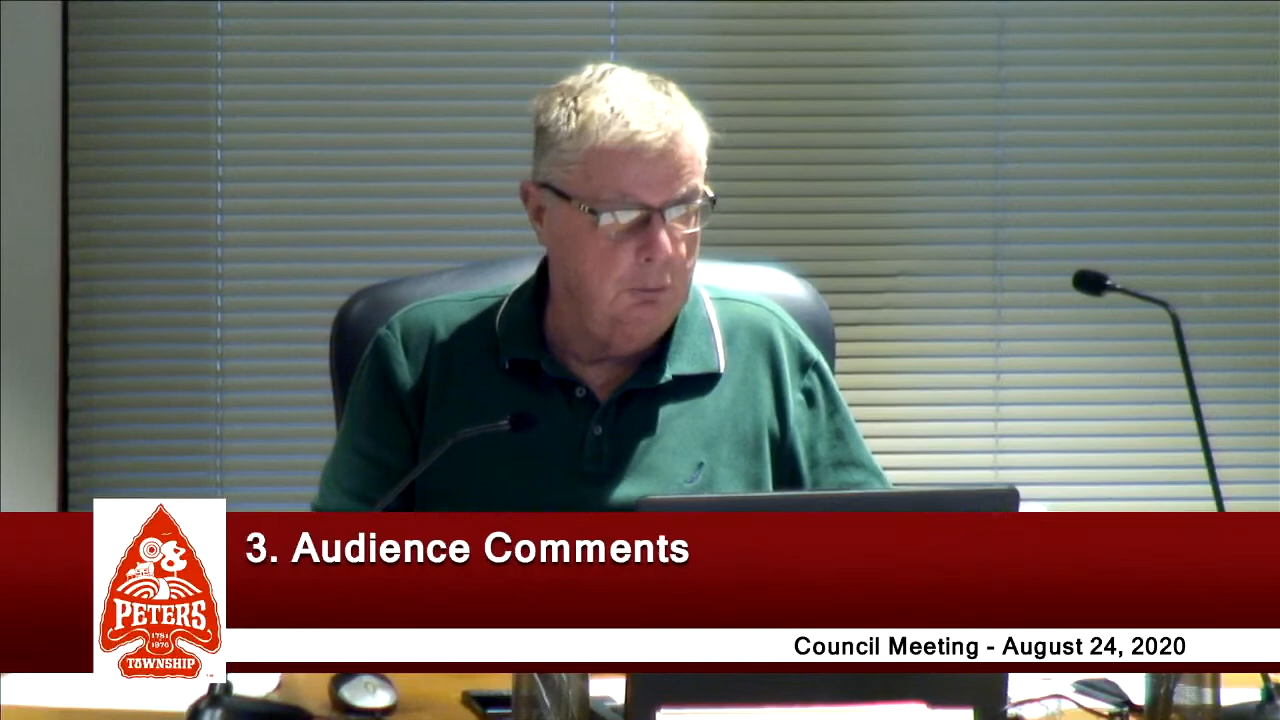 3. Audience Comments
Council Meeting - August 24, 2020
PETERS
1781
1976
TOWNSHIP